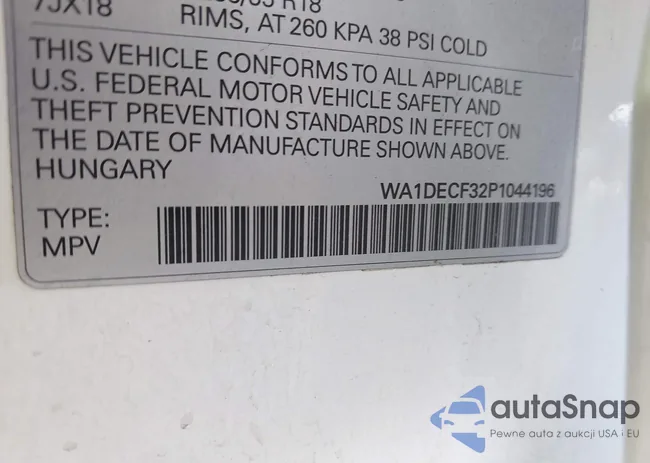 7JX18
R18
RIMS, AT 260 KPA 38 PSI COLD
THIS VEHICLE CONFORMS TO ALL APPLICABLE
U.S. FEDERAL MOTOR VEHICLE SAFETY AND
THEFT PREVENTION STANDARDS IN EFFECT ON
THE DATE OF MANUFACTURE SHOWN ABOVE.
HUNGARY
WA1DECF32P1044196
TYPE:
MPV
autaSnap
Pewne auta z aukcji USA i EU